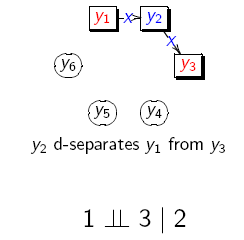 y₁ x y₂
x
y₆ y₃
y₅ y₄
y₂ d-separates y₁ from y₃
1 ⫫ 3 | 2